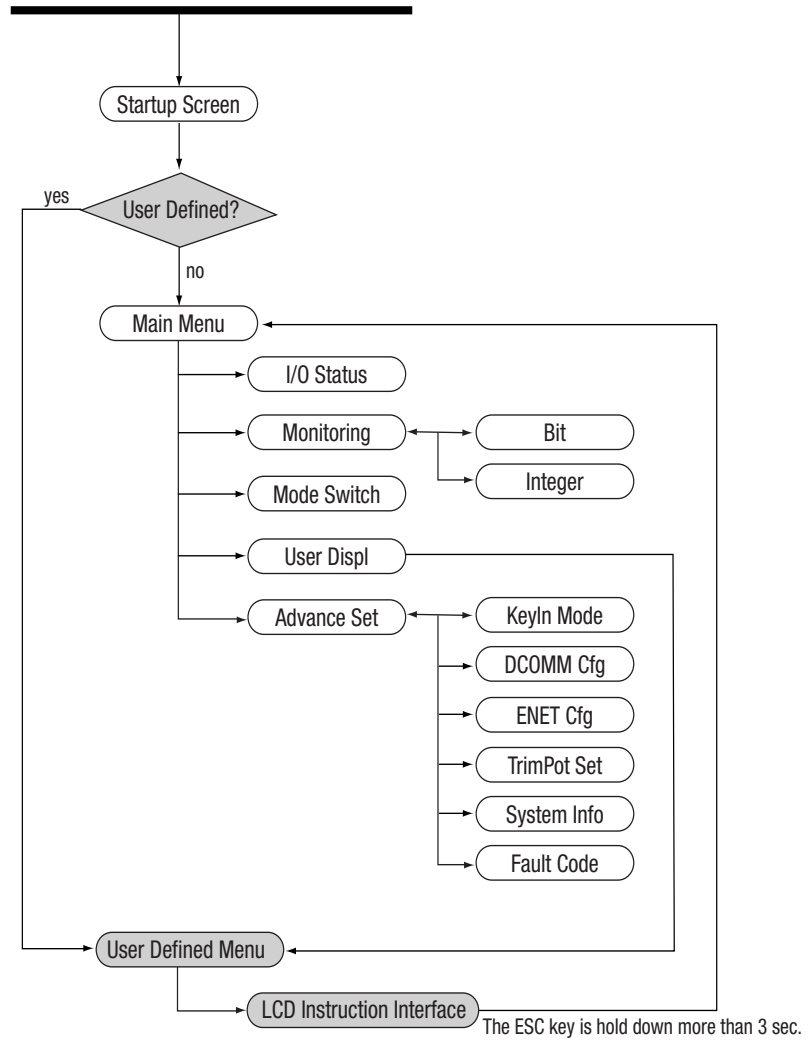 Startup Screen
yes
User Defined?
no
Main Menu
I/O Status
Monitoring
Bit
Integer
Mode Switch
User Displ
Advance Set
KeyIn Mode
DCOMM Cfg
ENET Cfg
TrimPot Set
System Info
Fault Code
User Defined Menu
LCD Instruction Interface
The ESC key is hold down more than 3 sec.